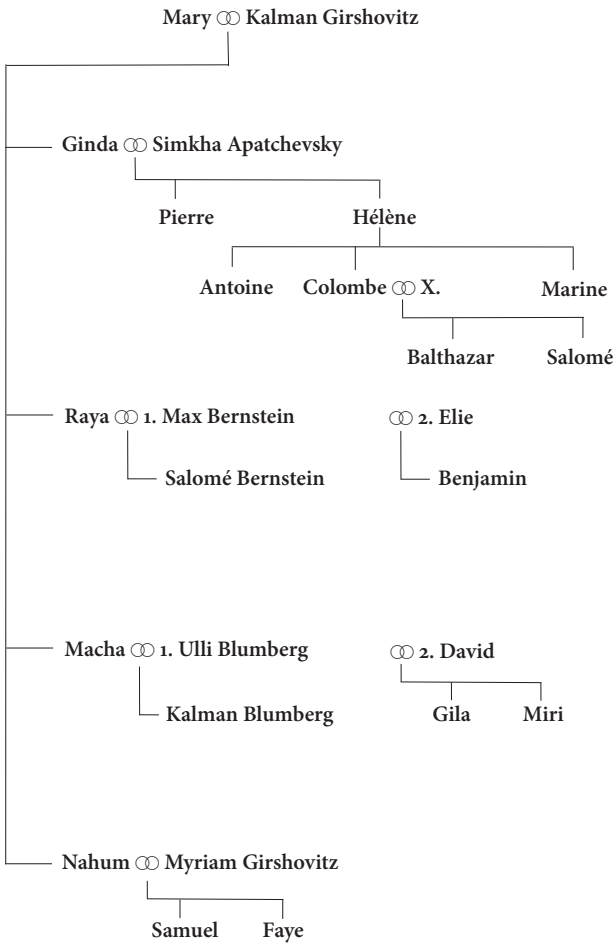 Mary ⚭ Kalman Girshovitz
Ginda ⚭ Simkha Apatchevsky
Pierre Hélène
Antoine Colombe ⚭ X. Marine
Balthazar Salomé
Raya ⚭ 1. Max Bernstein ⚭ 2. Elie
Salomé Bernstein Benjamin
Macha ⚭ 1. Ulli Blumberg ⚭ 2. David
Kalman Blumberg Gila Miri
Nahum ⚭ Myriam Girshovitz
Samuel Faye